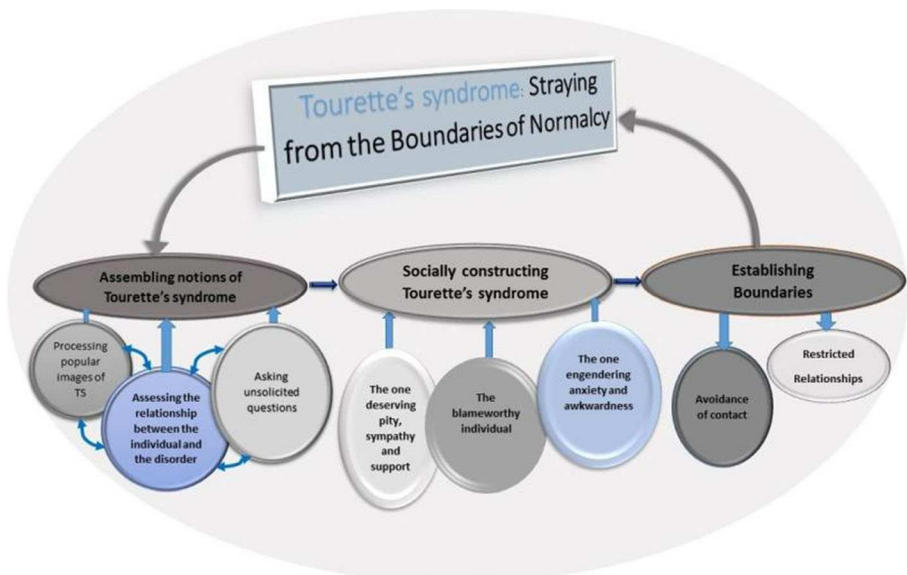 Tourette's syndrome: Straying
from the Boundaries of Normalcy
Assembling notions of
Tourette's syndrome
Socially constructing
Tourette's syndrome
Establishing
Boundaries
Processing
popular
images of
TS
Assessing the
relationship
between the
individual and
the disorder
Asking
unsolicited
questions
The one
deserving
pity,
sympathy
and
support
The
blameworthy
individual
The one
engendering
anxiety and
awkwardness
Avoidance
of contact
Restricted
Relationships